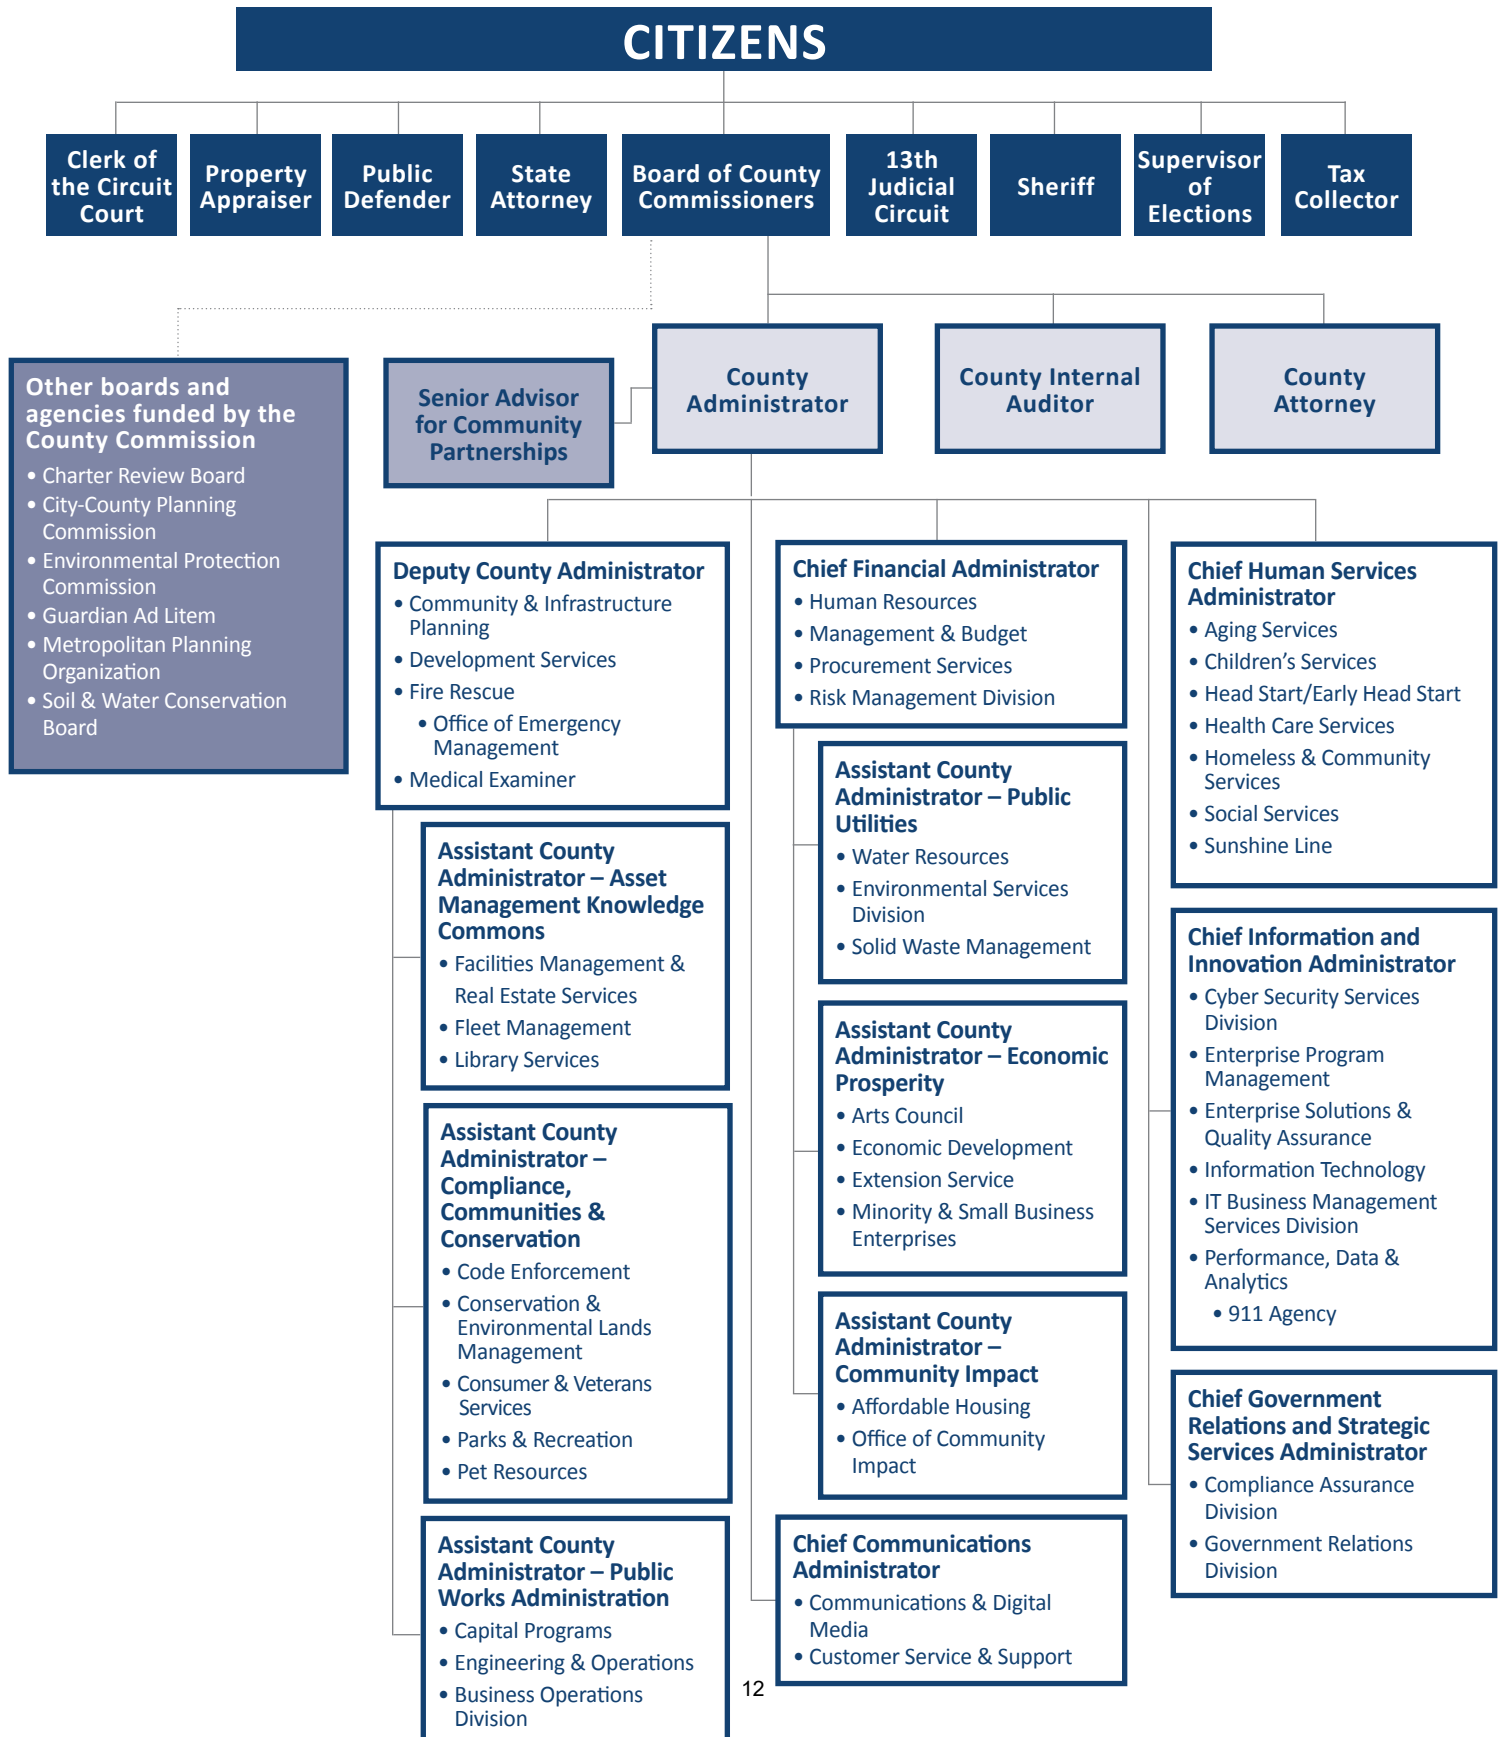 CITIZENS
Clerk of
the Circuit
Court
Property
Appraiser
Public
Defender
State
Attorney
Board of County
Commissioners
13th
Judicial
Circuit
Sheriff
Supervisor
of
Elections
Tax
Collector
Other boards and
agencies funded by the
County Commission
• Charter Review Board
• City-County Planning
Commission
• Environmental Protection
Commission
• Guardian Ad Litem
• Metropolitan Planning
Organization
• Soil & Water Conservation
Board
Senior Advisor
for Community
Partnerships
County
Administrator
County Internal
Auditor
County
Attorney
Deputy County Administrator
• Community & Infrastructure
Planning
• Development Services
• Fire Rescue
• Office of Emergency
Management
• Medical Examiner
Assistant County
Administrator – Asset
Management Knowledge
Commons
• Facilities Management &
Real Estate Services
• Fleet Management
• Library Services
Assistant County
Administrator –
Compliance,
Communities &
Conservation
• Code Enforcement
• Conservation &
Environmental Lands
Management
• Consumer & Veterans
Services
• Parks & Recreation
• Pet Resources
Assistant County
Administrator – Public
Works Administration
• Capital Programs
• Engineering & Operations
• Business Operations
Division
Chief Financial Administrator
• Human Resources
• Management & Budget
• Procurement Services
• Risk Management Division
Assistant County
Administrator – Public
Utilities
• Water Resources
• Environmental Services
Division
• Solid Waste Management
Assistant County
Administrator – Economic
Prosperity
• Arts Council
• Economic Development
• Extension Service
• Minority & Small Business
Enterprises
Assistant County
Administrator –
Community Impact
• Affordable Housing
• Office of Community
Impact
Chief Communications
Administrator
• Communications & Digital
Media
• Customer Service & Support
Chief Human Services
Administrator
• Aging Services
• Children’s Services
• Head Start/Early Head Start
• Health Care Services
• Homeless & Community
Services
• Social Services
• Sunshine Line
Chief Information and
Innovation Administrator
• Cyber Security Services
Division
• Enterprise Program
Management
• Enterprise Solutions &
Quality Assurance
• Information Technology
• IT Business Management
Services Division
• Performance, Data &
Analytics
• 911 Agency
Chief Government
Relations and Strategic
Services Administrator
• Compliance Assurance
Division
• Government Relations
Division
12